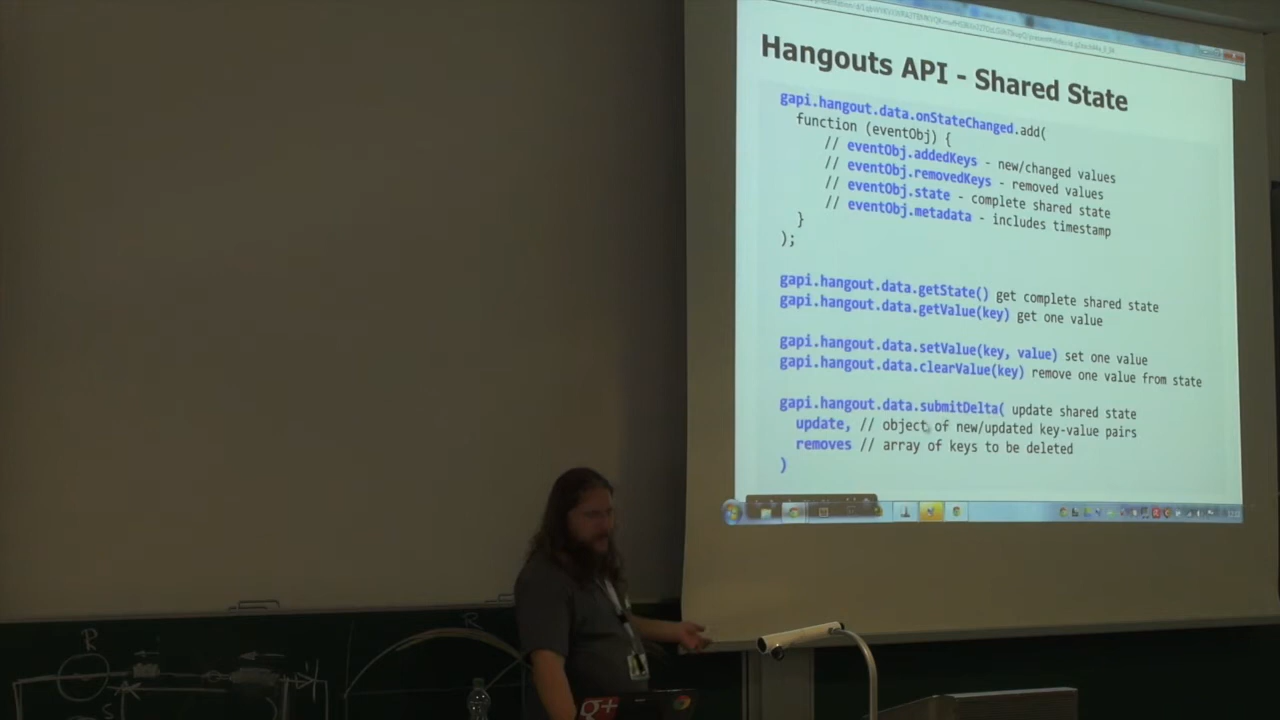 Hangouts API - Shared State
gapi.hangout.data.onStateChanged.add(
function (eventObj) {
// eventObj.addedKeys - new/changed values
// eventObj.removedKeys - removed values
// eventObj.state - complete shared state
// eventObj.metadata - includes timestamp
}
);
gapi.hangout.data.getState() get complete shared state
gapi.hangout.data.getValue(key) get one value
gapi.hangout.data.setValue(key, value) set one value
gapi.hangout.data.clearValue(key) remove one value from state
gapi.hangout.data.submitDelta( update shared state
update, // object of new/updated key-value pairs
removes // array of keys to be deleted
)
R
R
S
g+